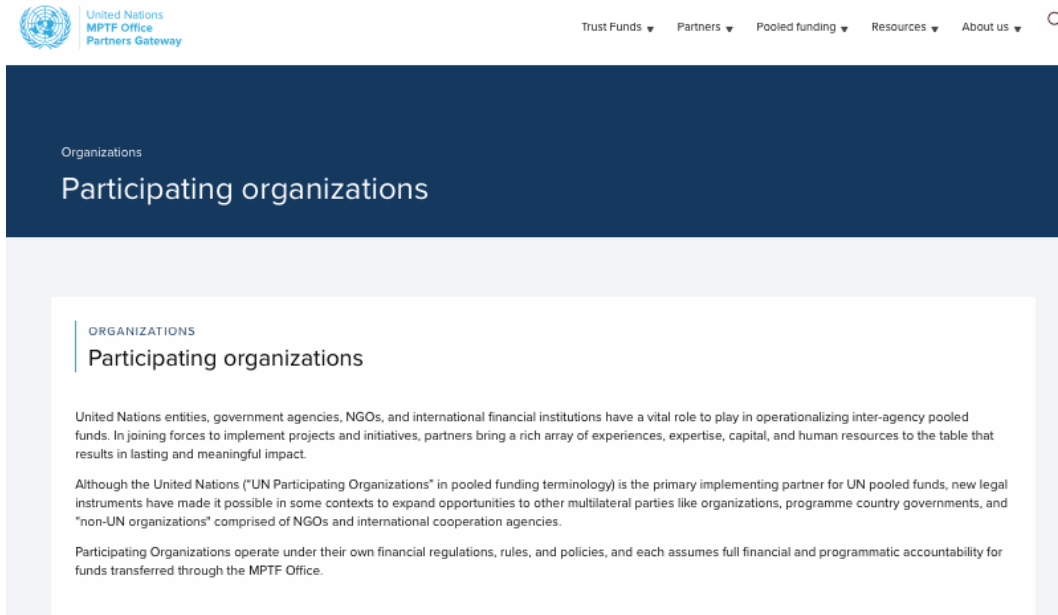 United Nations
MPTF Office
Partners Gateway
Trust Funds
Partners
Pooled funding
Resources
About us
Organizations
Participating organizations
ORGANIZATIONS
Participating organizations
United Nations entities, government agencies, NGOs, and international financial institutions have a vital role to play in operationalizing inter-agency pooled
funds. In joining forces to implement projects and initiatives, partners bring a rich array of experiences, expertise, capital, and human resources to the table that
results in lasting and meaningful impact.
Although the United Nations ("UN Participating Organizations" in pooled funding terminology) is the primary implementing partner for UN pooled funds, new legal
instruments have made it possible in some contexts to expand opportunities to other multilateral parties like organizations, programme country governments, and
"non-UN organizations" comprised of NGOs and international cooperation agencies.
Participating Organizations operate under their own financial regulations, rules, and policies, and each assumes full financial and programmatic accountability for
funds transferred through the MPTF Office.